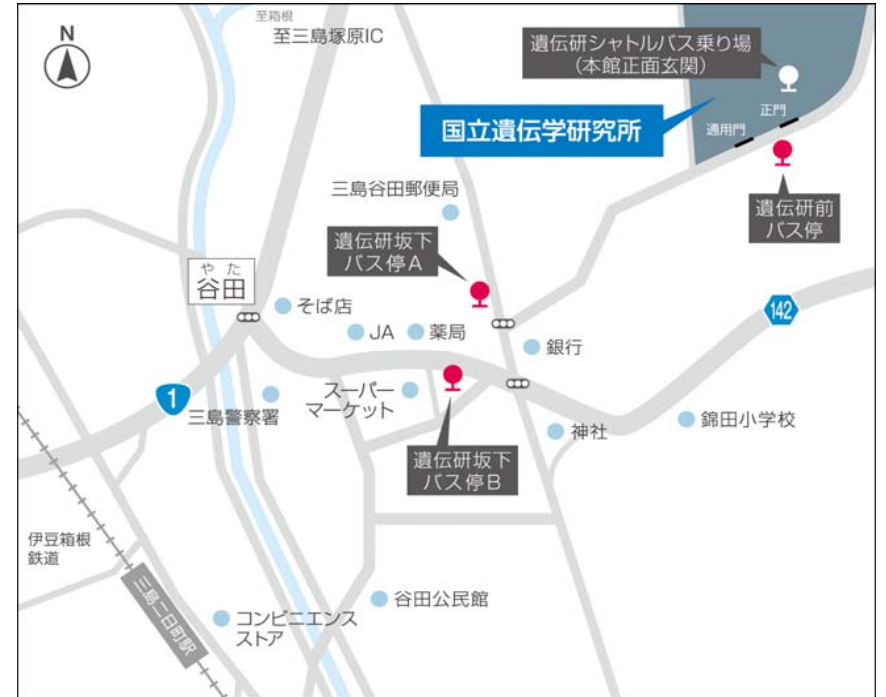 至箱根
至三島塚原IC
N
遺伝研シャトルバス乗り場
(本館正面玄関)
正門
通用門
国立遺伝学研究所
三島谷田郵便局
遺伝研前
バス停
遺伝研坂下
バス停A
やた
谷田
そば店
JA
薬局
銀行
142
1
三島警察署
スーパー
マーケット
神社
錦田小学校
遺伝研坂下
バス停B
伊豆箱根
鉄道
三島二日町駅
コンビニエンス
ストア
谷田公民館